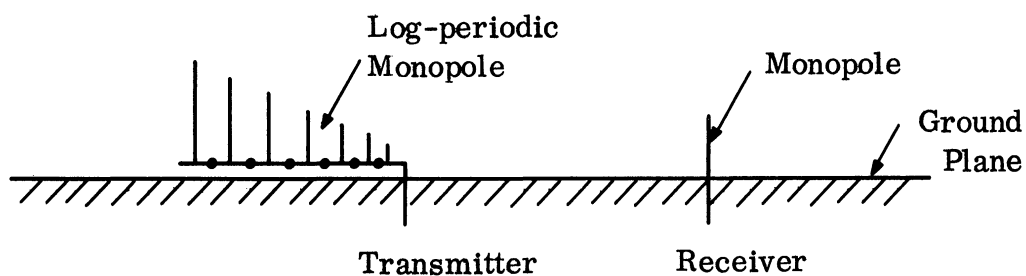 Log-periodic
Monopole
Monopole
Ground
Plane
Transmitter
Receiver